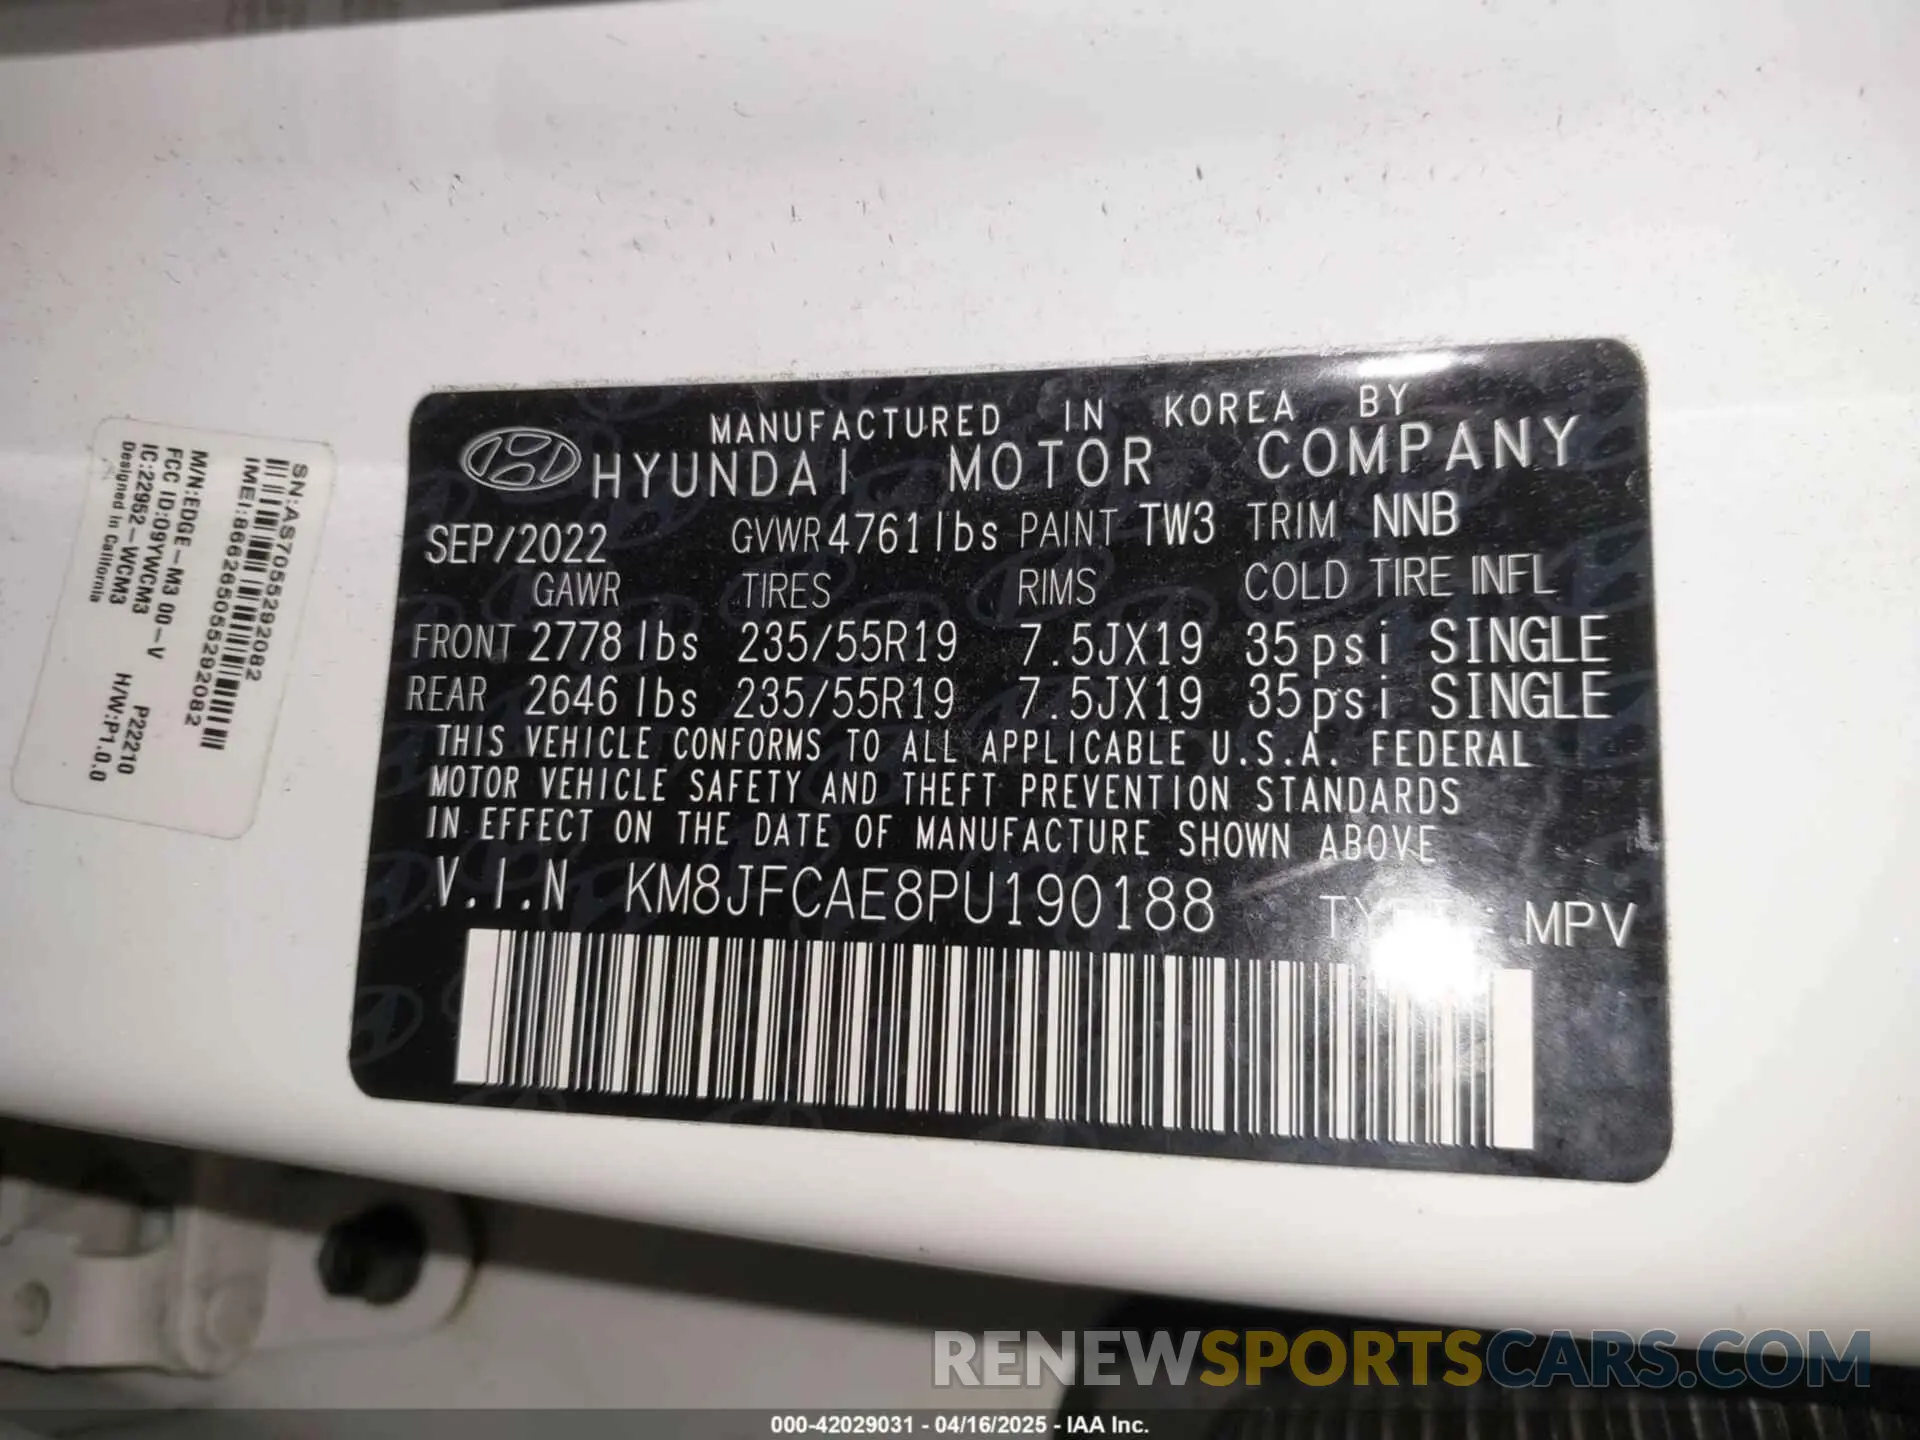 MANUFACTURED IN KOREA BY
HYUNDAI MOTOR COMPANY
SEP/2022 GVWR 4761 lbs PAINT TW3 TRIM NNB
GAWR TIRES RIMS COLD TIRE INFL
FRONT 2778 lbs 235/55R19 7.5JX19 35psi SINGLE
REAR 2646 lbs 235/55R19 7.5JX19 35psi SINGLE
THIS VEHICLE CONFORMS TO ALL APPLICABLE U.S.A. FEDERAL
MOTOR VEHICLE SAFETY AND THEFT PREVENTION STANDARDS
IN EFFECT ON THE DATE OF MANUFACTURE SHOWN ABOVE
V.I.N KM8JFCAE8PU190188 MPV
SN:AS7055292082
IMEI:866265055292082
M/N:EDGE-M3 00-V P22210
FCC ID:O9YWCM3 H/W:P1.0.0
IC:22952-WCM3
Designed in California
RENEWSPORTSCARS.COM
000-42029031 - 04/16/2025 - IAA Inc.